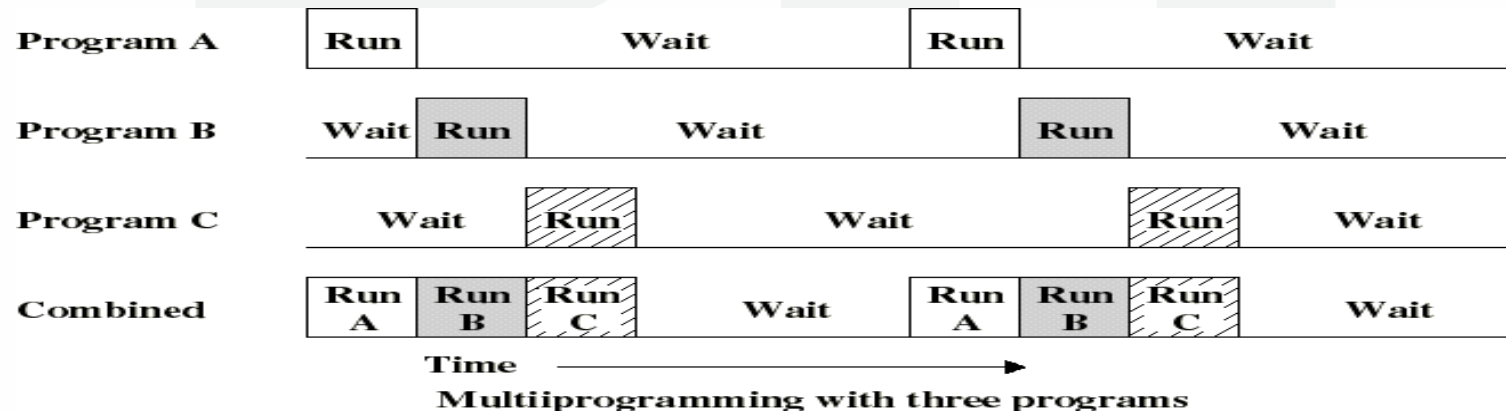 Program A Run Wait Run Wait
Program B Wait Run Wait Run Wait
Program C Wait Run Wait Run Wait
Combined Run A Run B Run C Wait Run A Run B Run C Wait
Time
Multiiprogramming with three programs